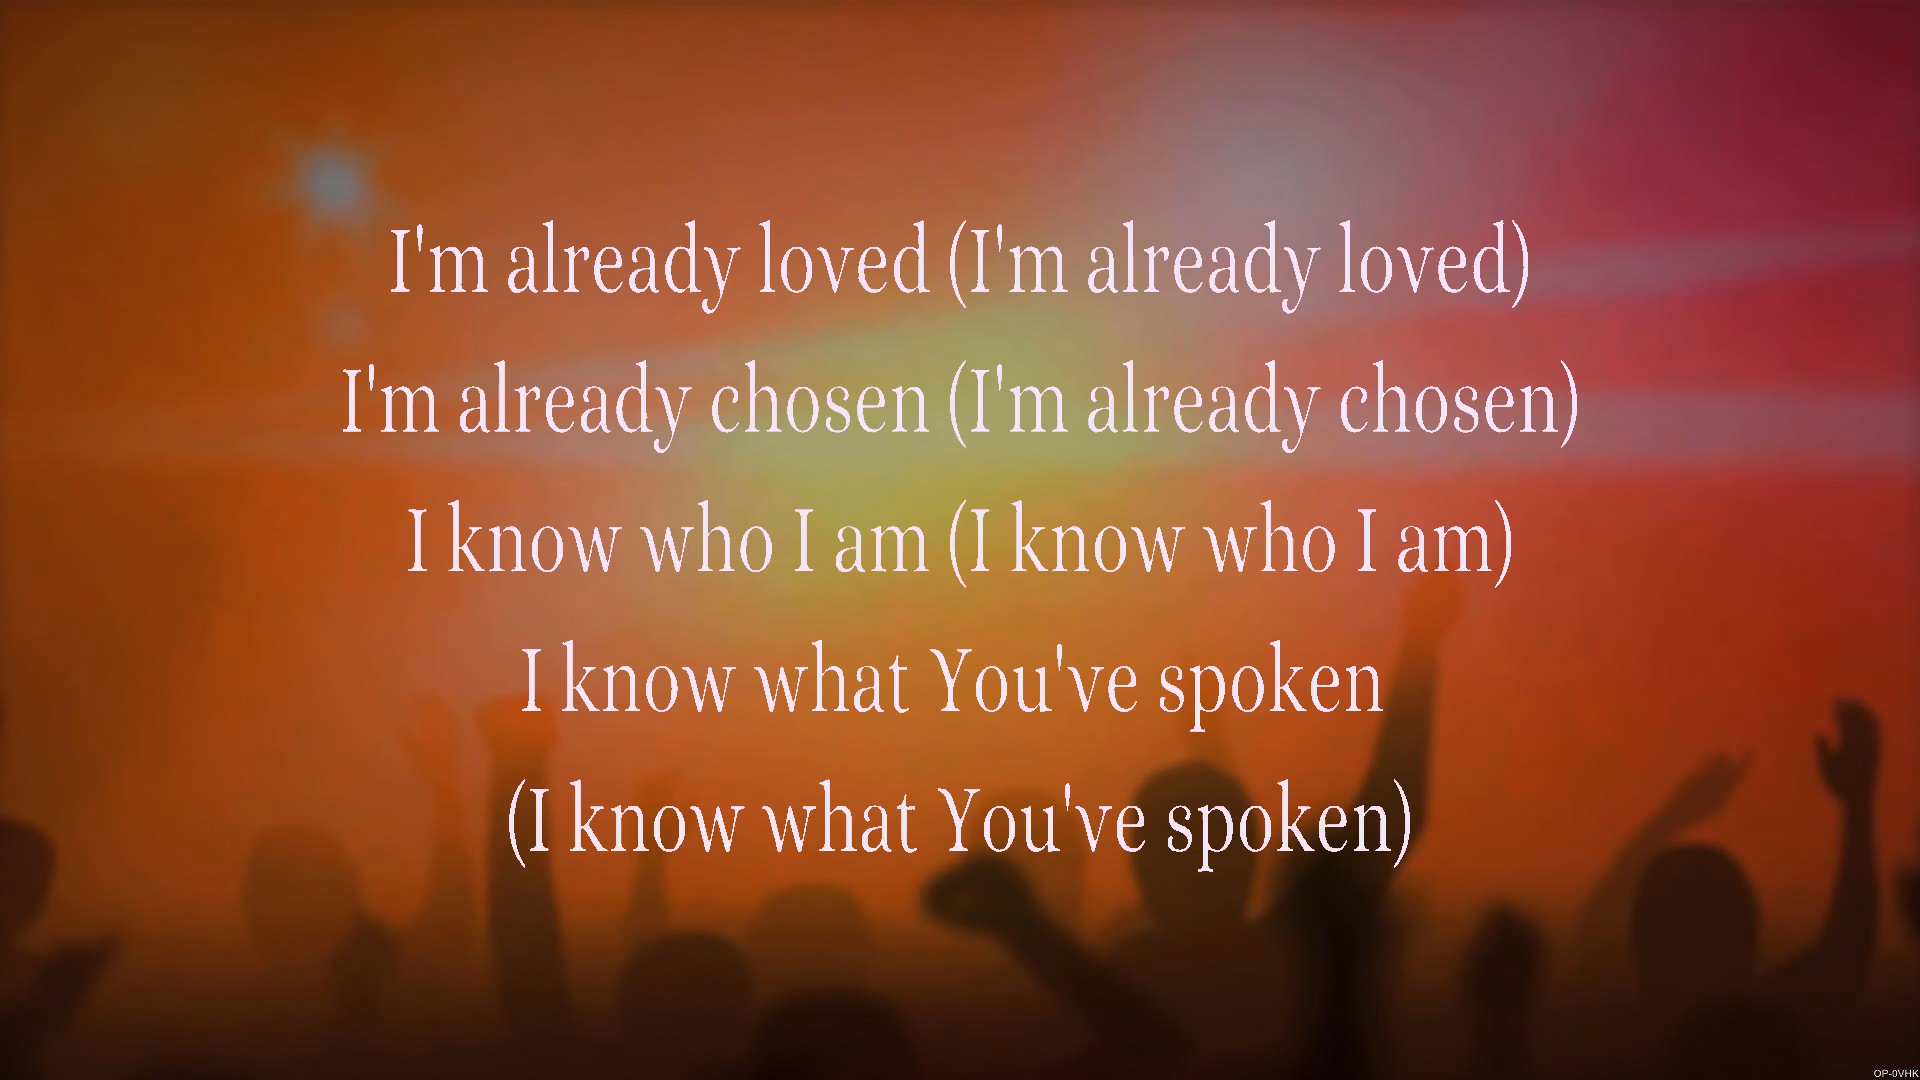 I'm already loved (I'm already loved)
I'm already chosen (I'm already chosen)
I know who I am (I know who I am)
I know what You've spoken
(I know what You've spoken)
OP-0VHK